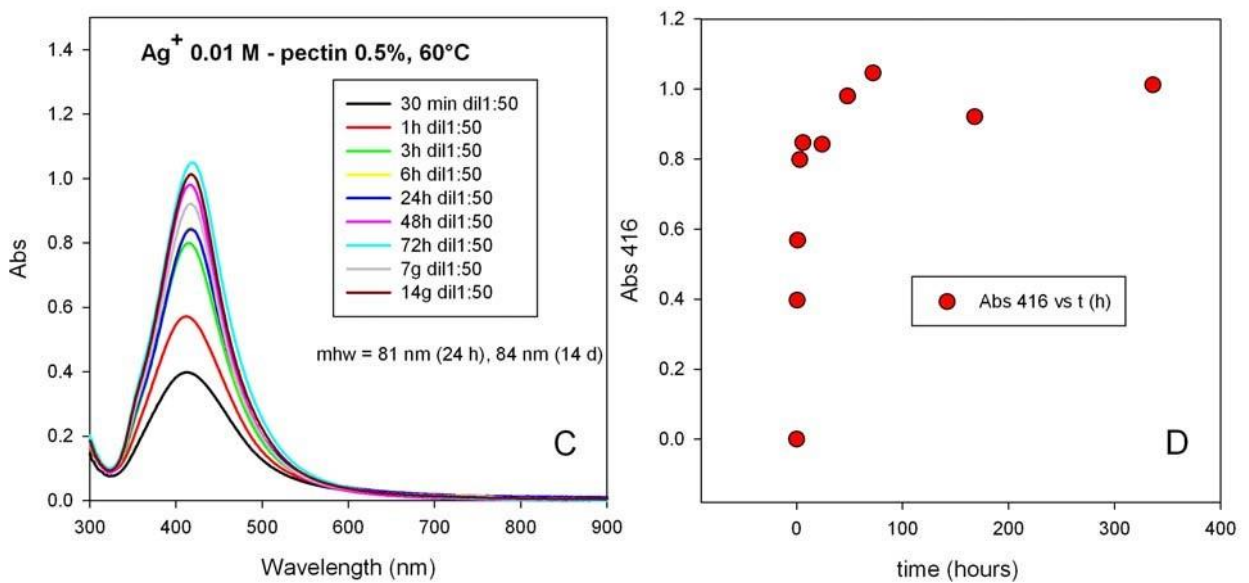 Ag+ 0.01 M - pectin 0.5%, 60°C
30 min dil1:50
1h dil1:50
3h dil1:50
6h dil1:50
24h dil1:50
48h dil1:50
72h dil1:50
7g dil1:50
14g dil1:50
mhw = 81 nm (24 h), 84 nm (14 d)
C
Abs
1.4
1.2
1.0
0.8
0.6
0.4
0.2
0.0
300 400 500 600 700 800 900
Wavelength (nm)
Abs 416
1.2
1.0
0.8
0.6
0.4
0.2
0.0
Abs 416 vs t (h)
D
0 100 200 300 400
time (hours)